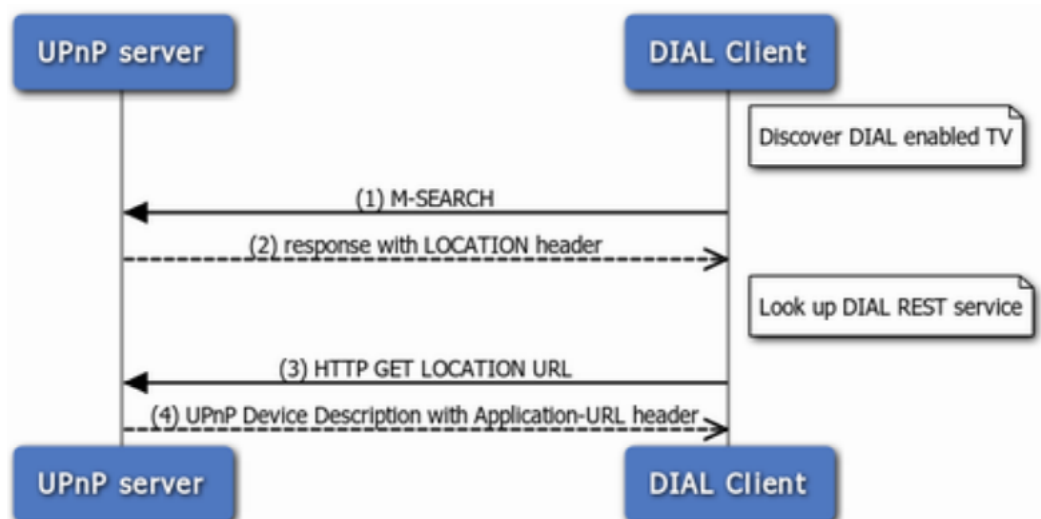 UPnP server
DIAL Client
Discover DIAL enabled TV
(1) M-SEARCH
(2) response with LOCATION header
Look up DIAL REST service
(3) HTTP GET LOCATION URL
(4) UPnP Device Description with Application-URL header
UPnP server
DIAL Client